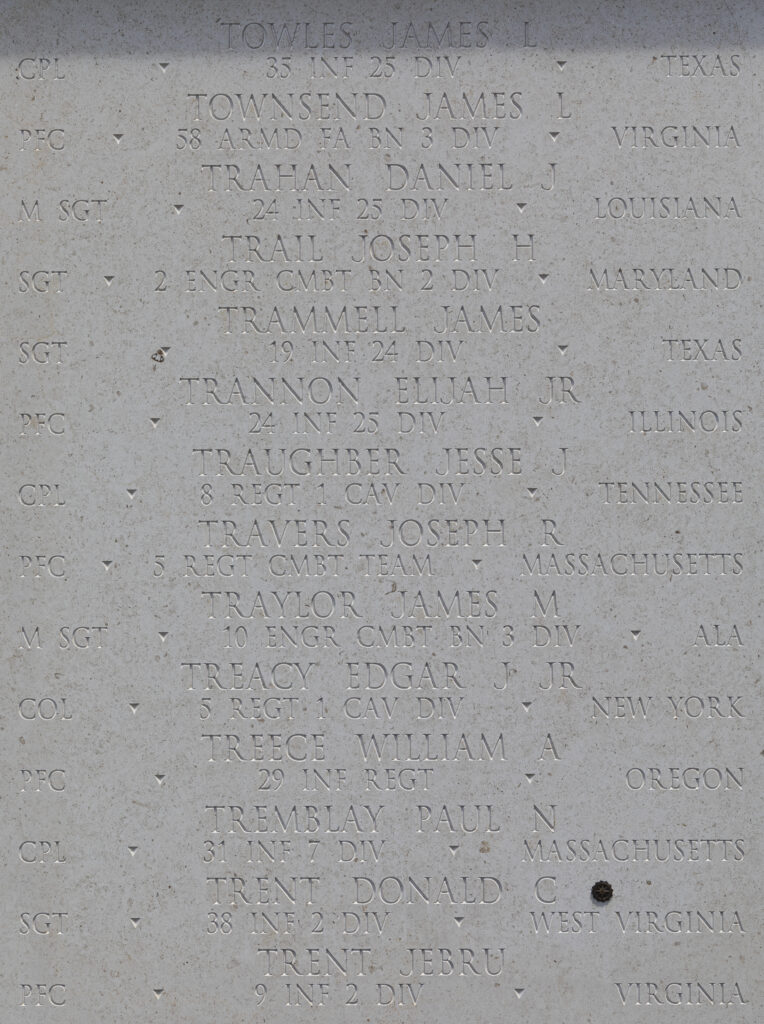 TOWLES JAMES L
CPL 35 INF 25 DIV TEXAS
TOWNSEND JAMES L
PFC 58 ARMD FA BN 3 DIV VIRGINIA
TRAHAN DANIEL J
M SGT 24 INF 25 DIV LOUISIANA
TRAIL JOSEPH H
SGT 2 ENGR CMBT BN 2 DIV MARYLAND
TRAMMELL JAMES
SGT 19 INF 24 DIV TEXAS
TRANNON ELIJAH JR
PFC 24 INF 25 DIV ILLINOIS
TRAUGHBER JESSE J
CPL 8 REGT 1 CAV DIV TENNESSEE
TRAVERS JOSEPH R
PFC 5 REGT CMBT TEAM MASSACHUSETTS
TRAYLOR JAMES M
M SGT 10 ENGR CMBT BN 3 DIV ALA
TREACY EDGAR J JR
COL 5 REGT 1 CAV DIV NEW YORK
TREECE WILLIAM A
PFC 29 INF REGT OREGON
TREMBLAY PAUL N
CPL 31 INF 7 DIV MASSACHUSETTS
TRENT DONALD C
SGT 38 INF 2 DIV WEST VIRGINIA
TRENT JEBRU
PFC 9 INF 2 DIV VIRGINIA